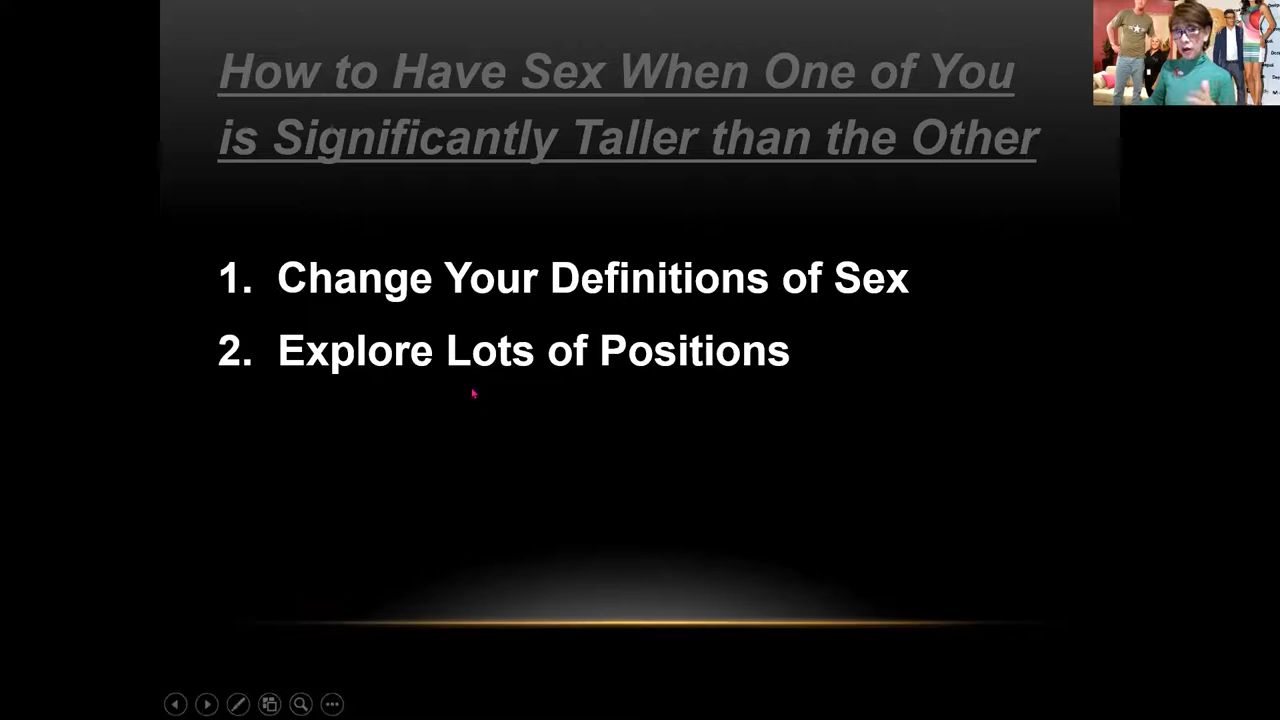 How to Have Sex When One of You
is Significantly Taller than the Other
1. Change Your Definitions of Sex
2. Explore Lots of Positions